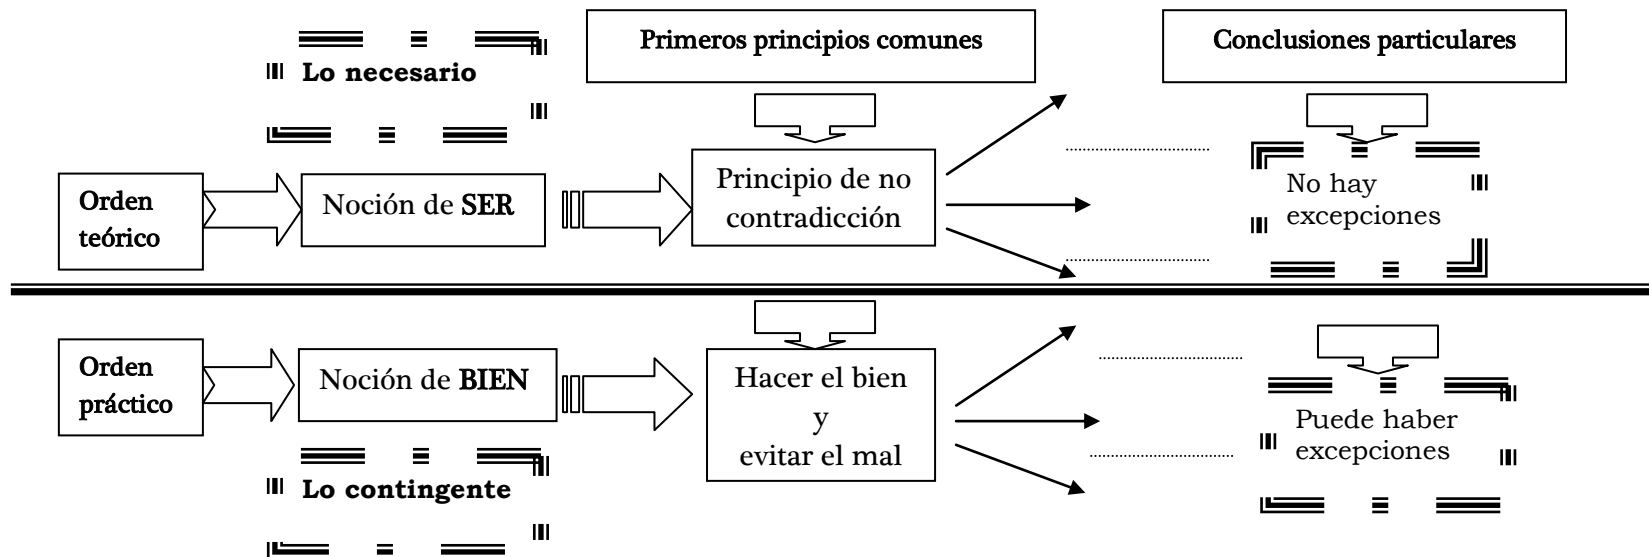 Primeros principios comunes
Conclusiones particulares
Lo necesario
Orden
teórico
Noción de SER
Principio de no
contradicción
No hay
excepciones
Orden
práctico
Noción de BIEN
Hacer el bien
y
evitar el mal
Puede haber
excepciones
Lo contingente